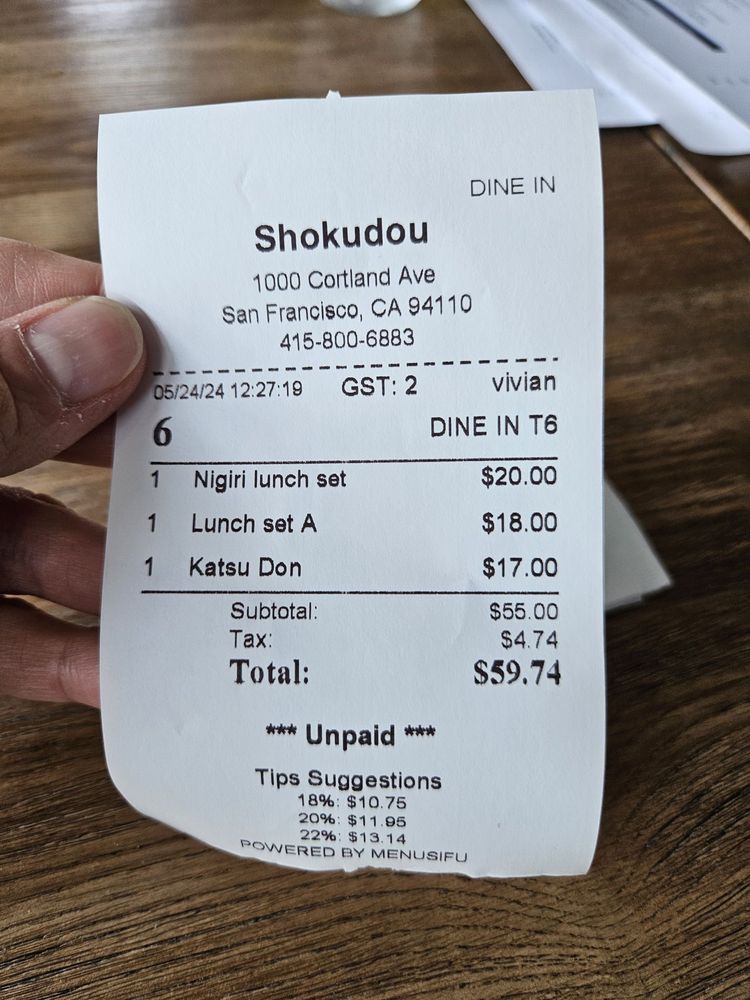 DINE IN
Shokudou
1000 Cortland Ave
San Francisco, CA 94110
415-800-6883
05/24/24 12:27:19 GST: 2 vivian
6 DINE IN T6
1 Nigiri lunch set $20.00
1 Lunch set A $18.00
1 Katsu Don $17.00
Subtotal: $55.00
Tax: $4.74
Total: $59.74
*** Unpaid ***
Tips Suggestions
18%: $10.75
20%: $11.95
22%: $13.14
POWERED BY MENUSIFU